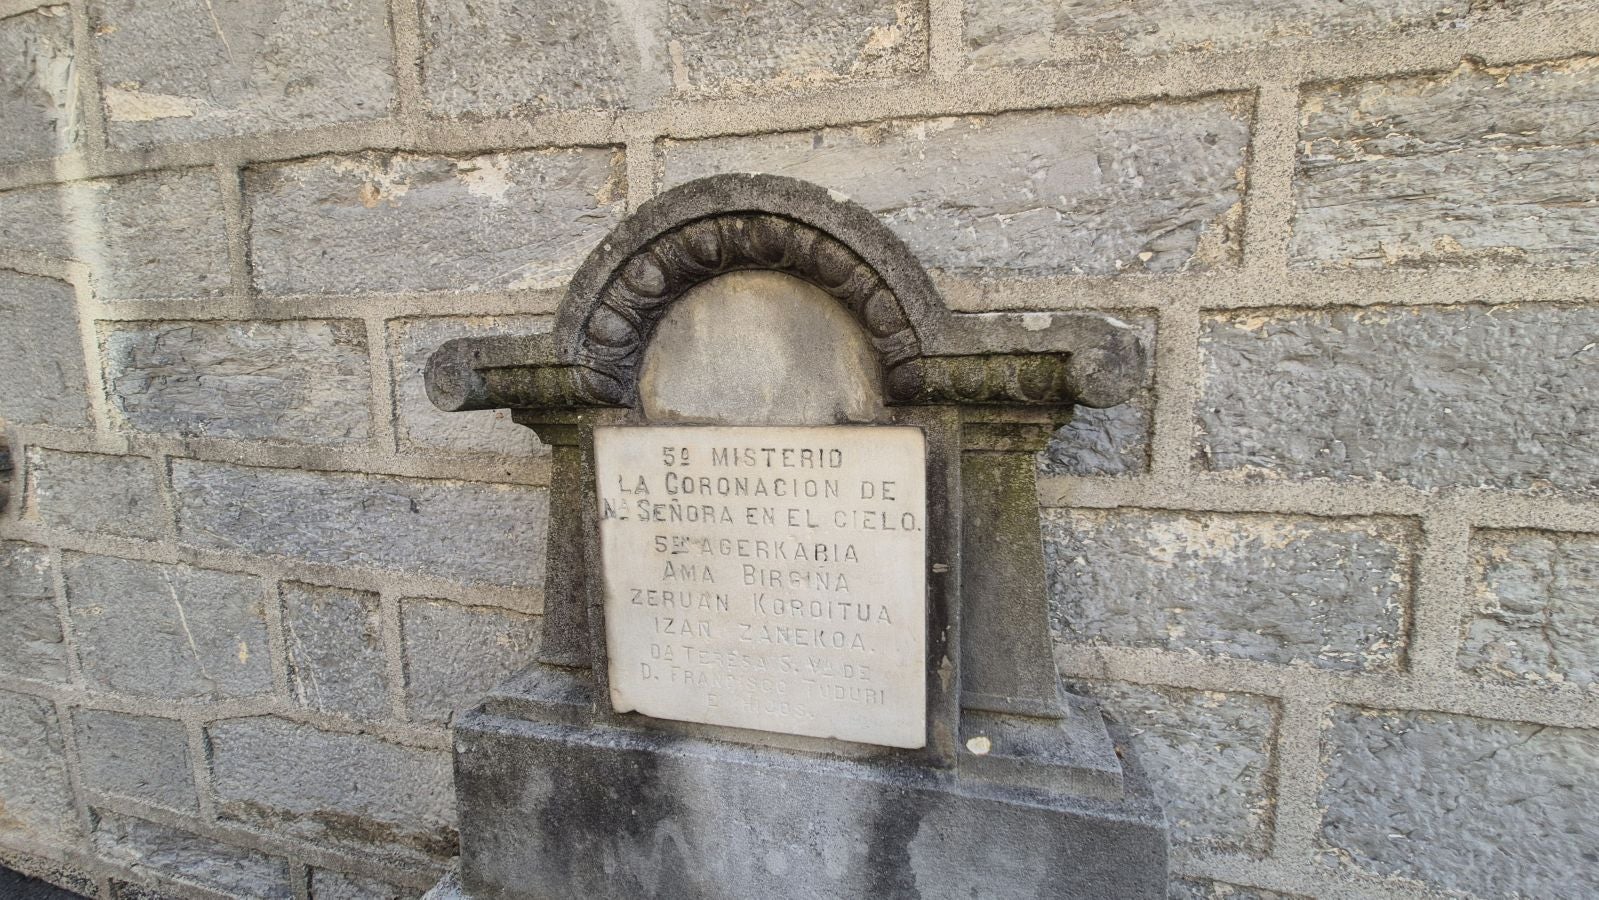 5º MISTERIO
LA CORONACION DE
Nª SEÑORA EN EL CIELO.
5GN AGERKARIA
AMA BIRGIÑA
ZERUAN KOROITUA
IZAN ZANEKOA.
DA TERESA S. Vª DE
D. FRANCISCO TUDURI
E HIJOS.